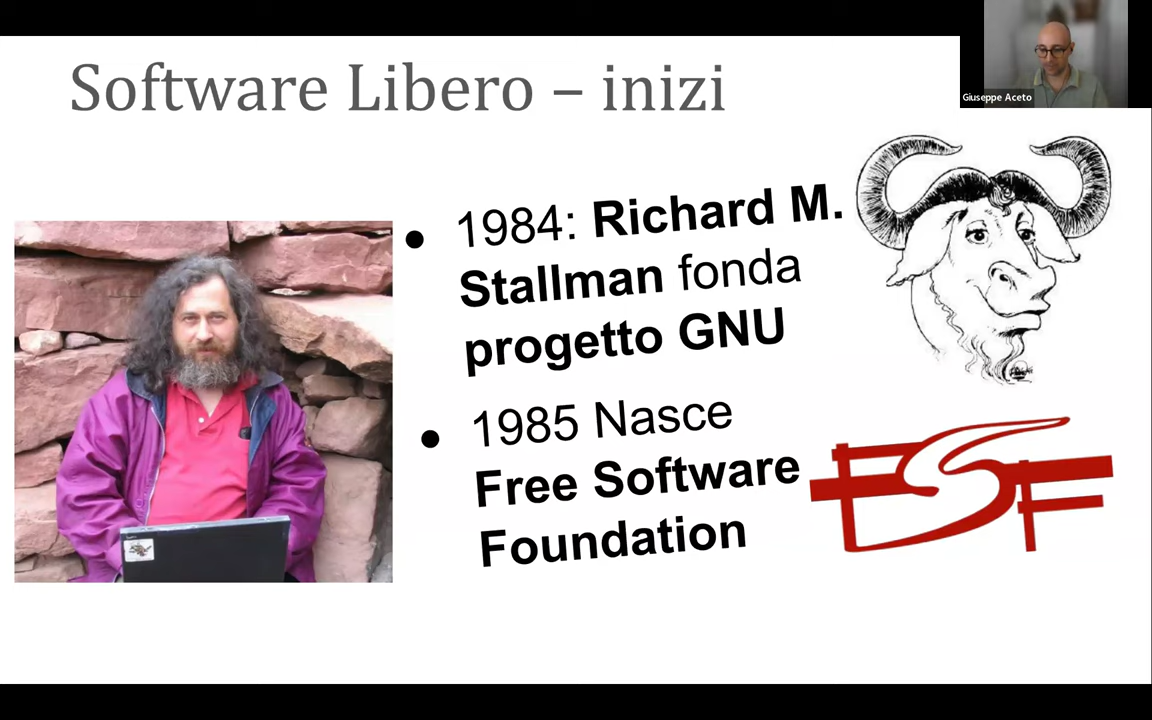 Software Libero – inizi
Giuseppe Aceto
1984: Richard M.
Stallman fonda
progetto GNU
1985 Nasce
Free Software
Foundation
FSF